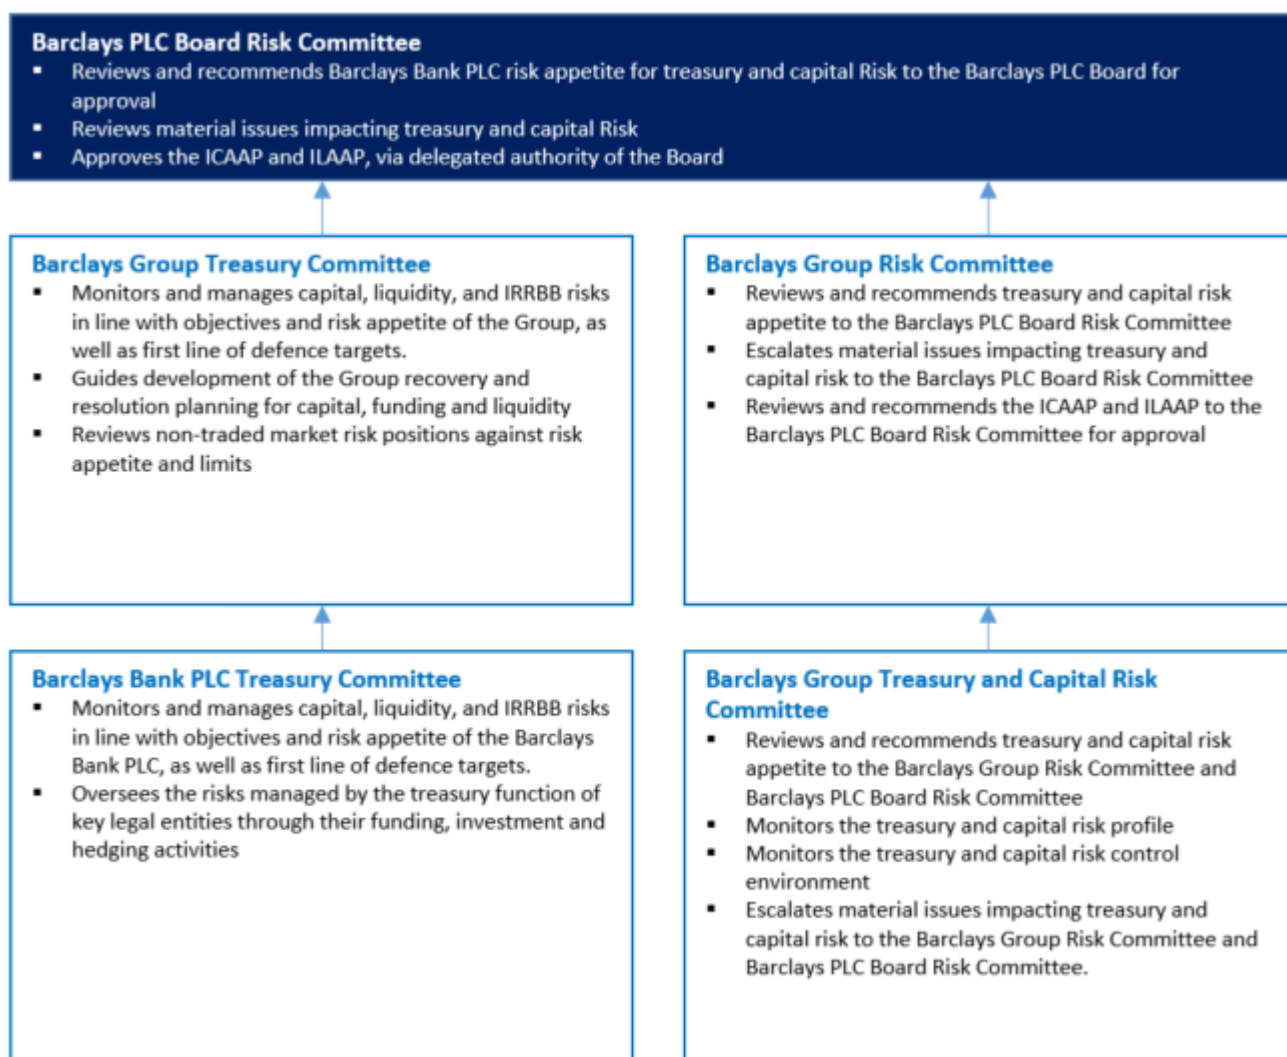 Barclays PLC Board Risk Committee
▪ Reviews and recommends Barclays Bank PLC risk appetite for treasury and capital Risk to the Barclays PLC Board for
approval
▪ Reviews material issues impacting treasury and capital Risk
▪ Approves the ICAAP and ILAAP, via delegated authority of the Board
Barclays Group Treasury Committee
▪ Monitors and manages capital, liquidity, and IRRBB risks
in line with objectives and risk appetite of the Group, as
well as first line of defence targets.
▪ Guides development of the Group recovery and
resolution planning for capital, funding and liquidity
▪ Reviews non-traded market risk positions against risk
appetite and limits
Barclays Group Risk Committee
▪ Reviews and recommends treasury and capital risk
appetite to the Barclays PLC Board Risk Committee
▪ Escalates material issues impacting treasury and
capital risk to the Barclays PLC Board Risk Committee
▪ Reviews and recommends the ICAAP and ILAAP to the
Barclays PLC Board Risk Committee for approval
Barclays Bank PLC Treasury Committee
▪ Monitors and manages capital, liquidity, and IRRBB risks
in line with objectives and risk appetite of the Barclays
Bank PLC, as well as first line of defence targets.
▪ Oversees the risks managed by the treasury function of
key legal entities through their funding, investment and
hedging activities
Barclays Group Treasury and Capital Risk
Committee
▪ Reviews and recommends treasury and capital risk
appetite to the Barclays Group Risk Committee and
Barclays PLC Board Risk Committee
▪ Monitors the treasury and capital risk profile
▪ Monitors the treasury and capital risk control
environment
▪ Escalates material issues impacting treasury and
capital risk to the Barclays Group Risk Committee and
Barclays PLC Board Risk Committee.